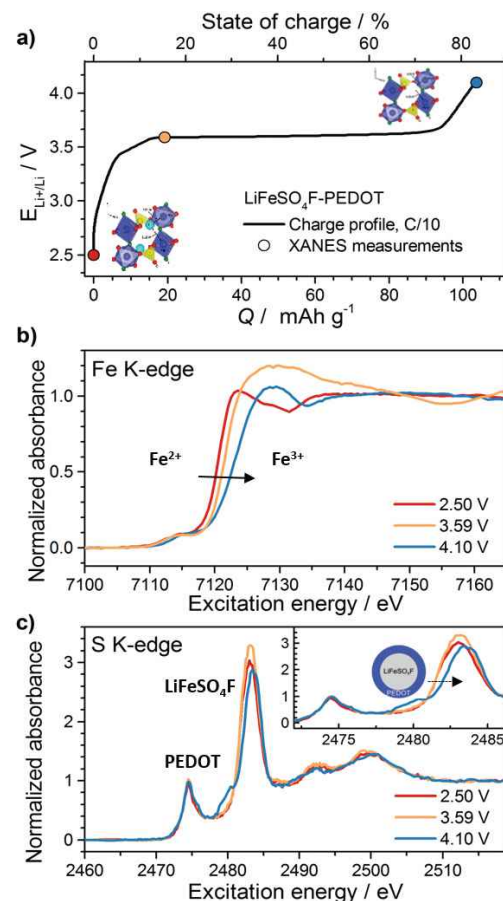 a)
State of charge / %
0 20 40 60 80
4.0
3.5
3.0
2.5
E_Li+/Li / V
LiFeSO₄F-PEDOT
Charge profile, C/10
XANES measurements
0 20 40 60 80 100
Q / mAh g⁻¹
b)
Fe K-edge
1.0
0.5
0.0
Normalized absorbance
Fe²⁺ Fe³⁺
2.50 V
3.59 V
4.10 V
7100 7110 7120 7130 7140 7150 7160
Excitation energy / eV
c)
S K-edge
3
2
1
0
Normalized absorbance
LiFeSO₄F
PEDOT
3
2
1
0
LiFeSO₄F
PEDOT
2475 2480 2485
2.50 V
3.59 V
4.10 V
2460 2470 2480 2490 2500 2510
Excitation energy / eV